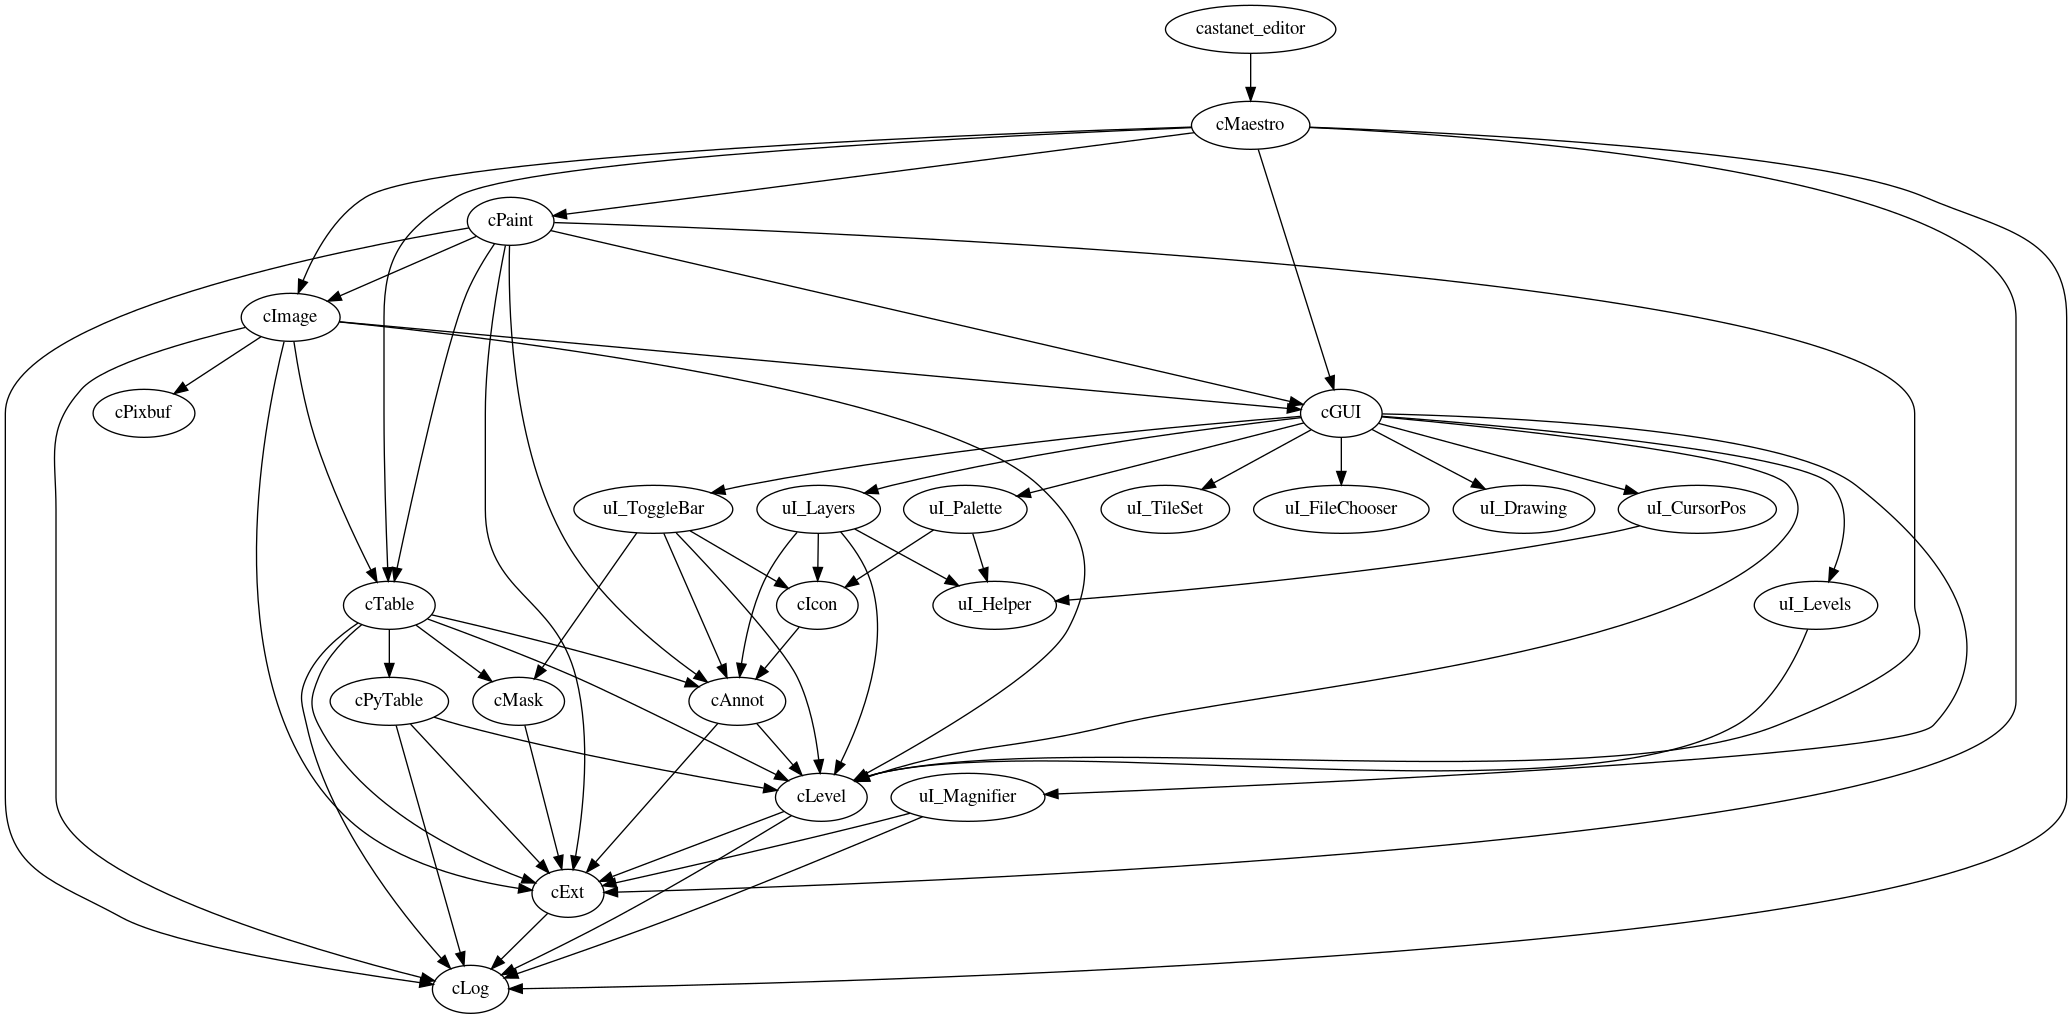 castanet_editor
cMaestro
cPaint
cImage
cPixbuf
cGUI
uI_ToggleBar
uI_Layers
uI_Palette
uI_TileSet
uI_FileChooser
uI_Drawing
uI_CursorPos
cTable
cIcon
uI_Helper
uI_Levels
cPyTable
cMask
cAnnot
cLevel
uI_Magnifier
cExt
cLog